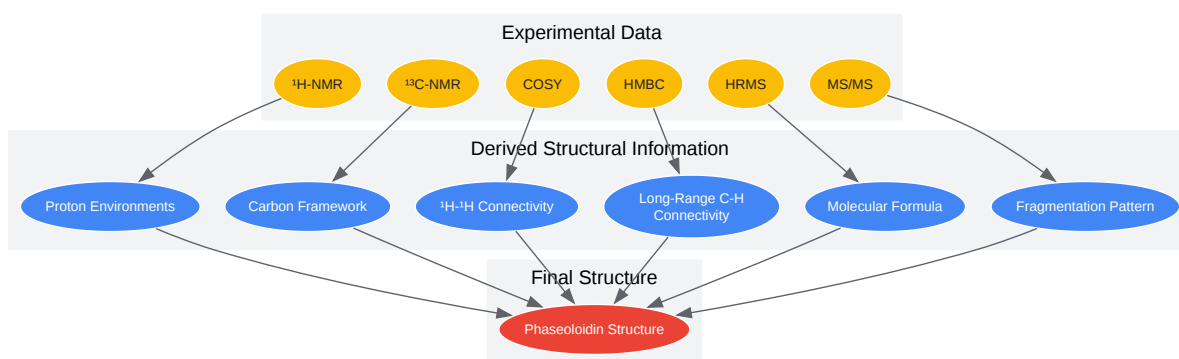 Experimental Data
¹H-NMR
¹³C-NMR
COSY
HMBC
HRMS
MS/MS
Derived Structural Information
Proton Environments
Carbon Framework
¹H-¹H Connectivity
Long-Range C-H
Connectivity
Molecular Formula
Fragmentation Pattern
Final Structure
Phaseoloidin Structure